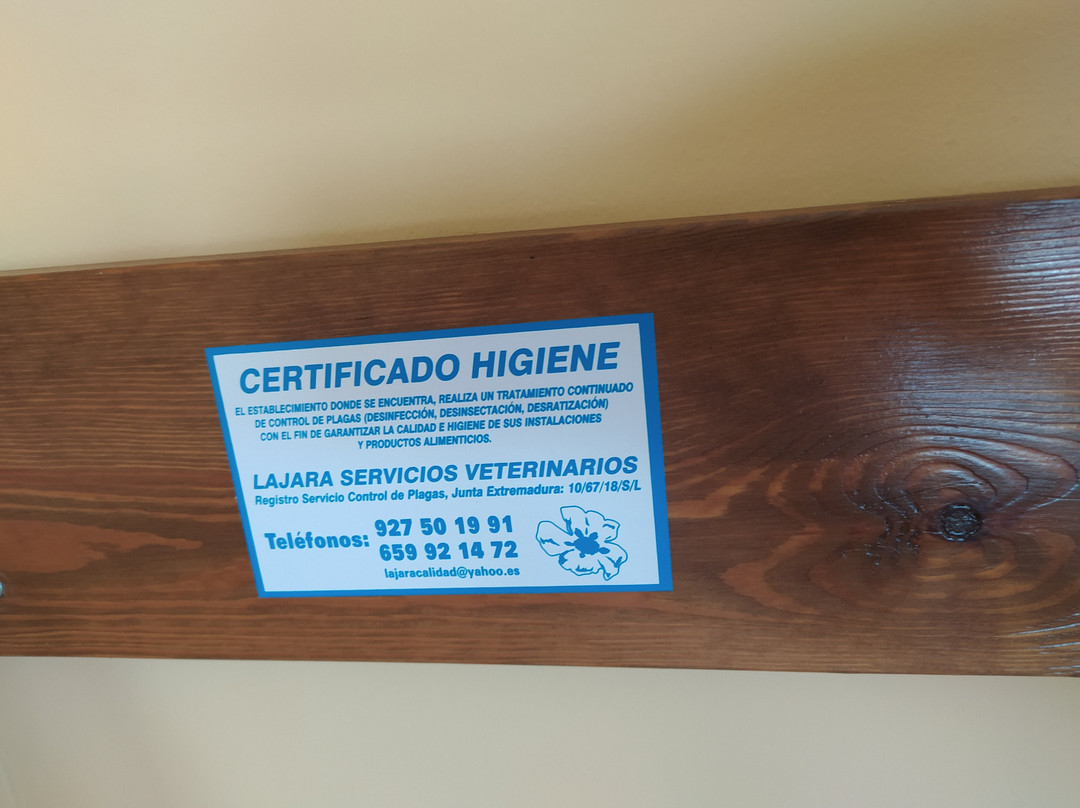 CERTIFICADO HIGIENE
EL ESTABLECIMIENTO DONDE SE ENCUENTRA, REALIZA UN TRATAMIENTO CONTINUADO
DE CONTROL DE PLAGAS (DESINFECCIÓN, DESINSECTACIÓN, DESRATIZACIÓN)
CON EL FIN DE GARANTIZAR LA CALIDAD E HIGIENE DE SUS INSTALACIONES
Y PRODUCTOS ALIMENTICIOS.
LAJARA SERVICIOS VETERINARIOS
Registro Servicio Control de Plagas, Junta Extremadura: 10/67/18/S/L
Teléfonos: 927 50 19 91
659 92 14 72
lajaracalidad@yahoo.es